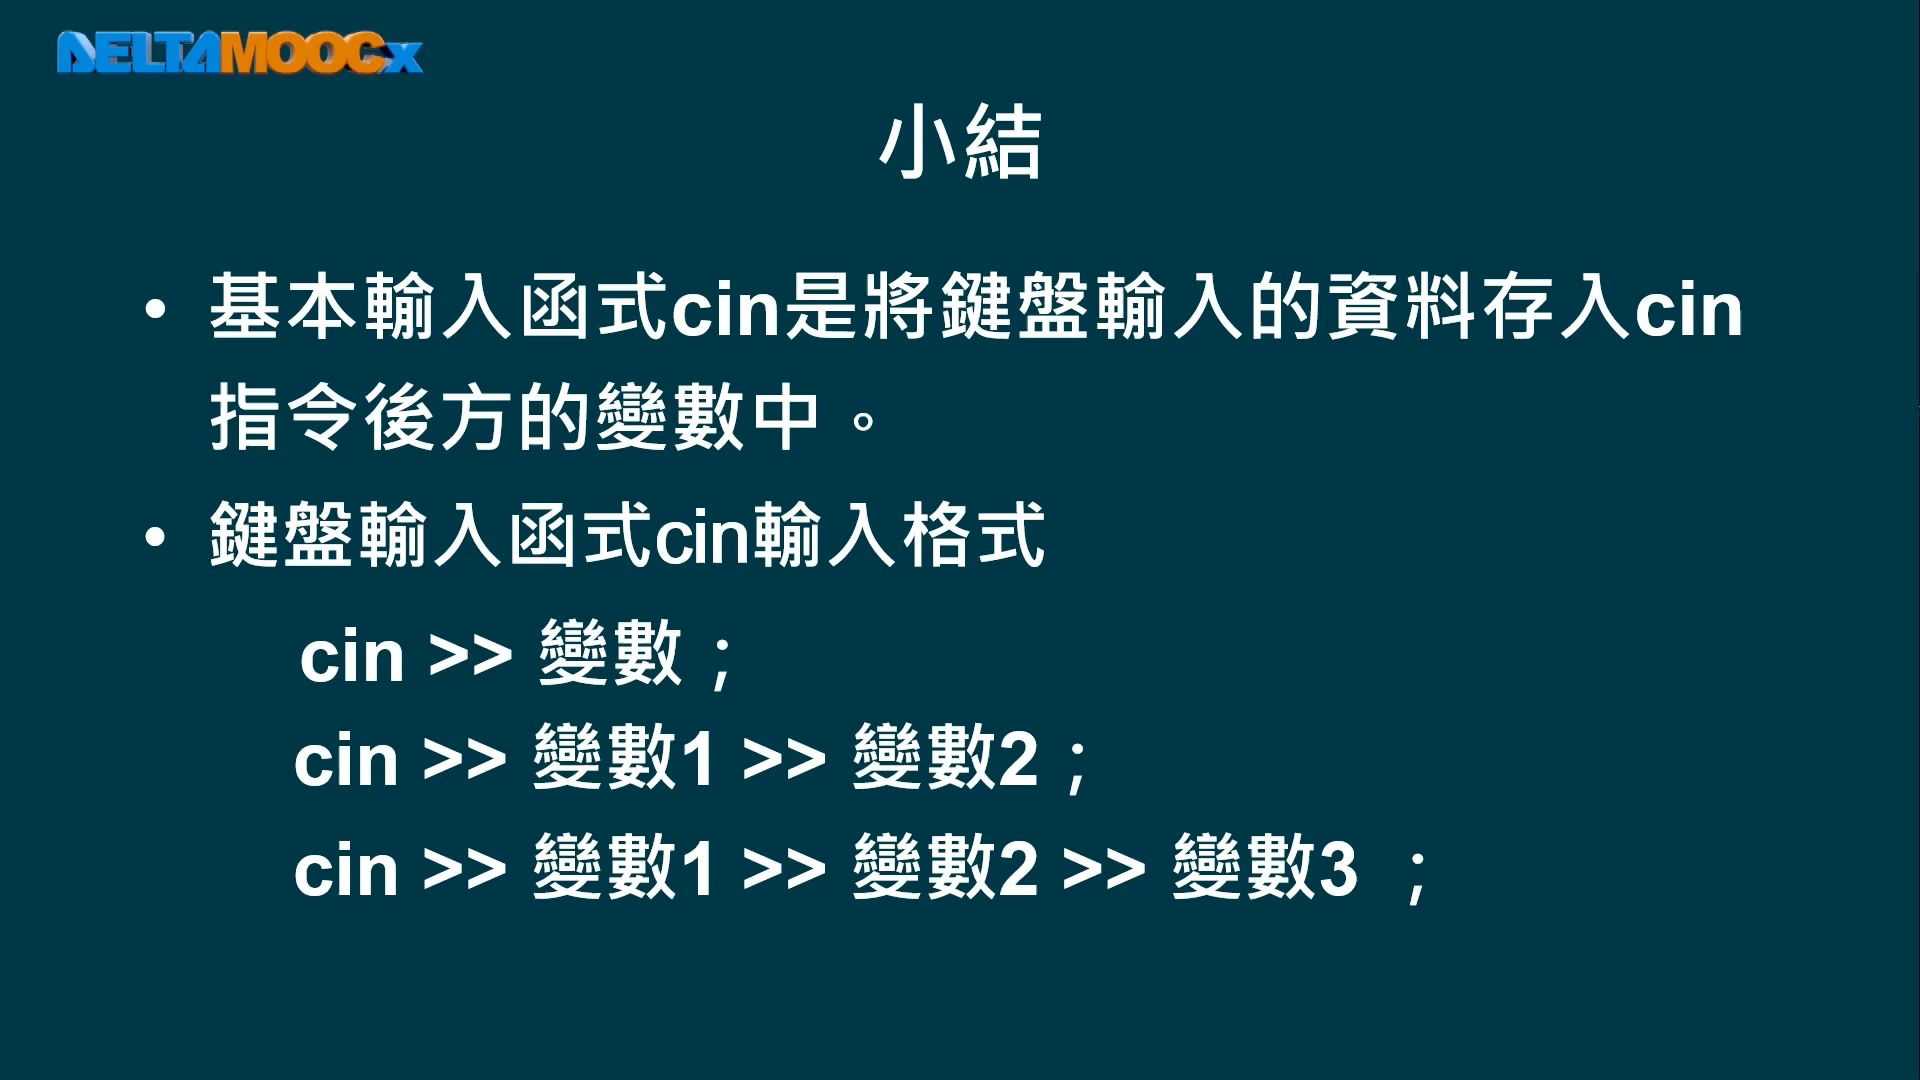 DELTAMOOCx
小結
• 基本輸入函式cin是將鍵盤輸入的資料存入cin
指令後方的變數中。
• 鍵盤輸入函式cin輸入格式
cin >> 變數；
cin >> 變數1 >> 變數2；
cin >> 變數1 >> 變數2 >> 變數3 ；